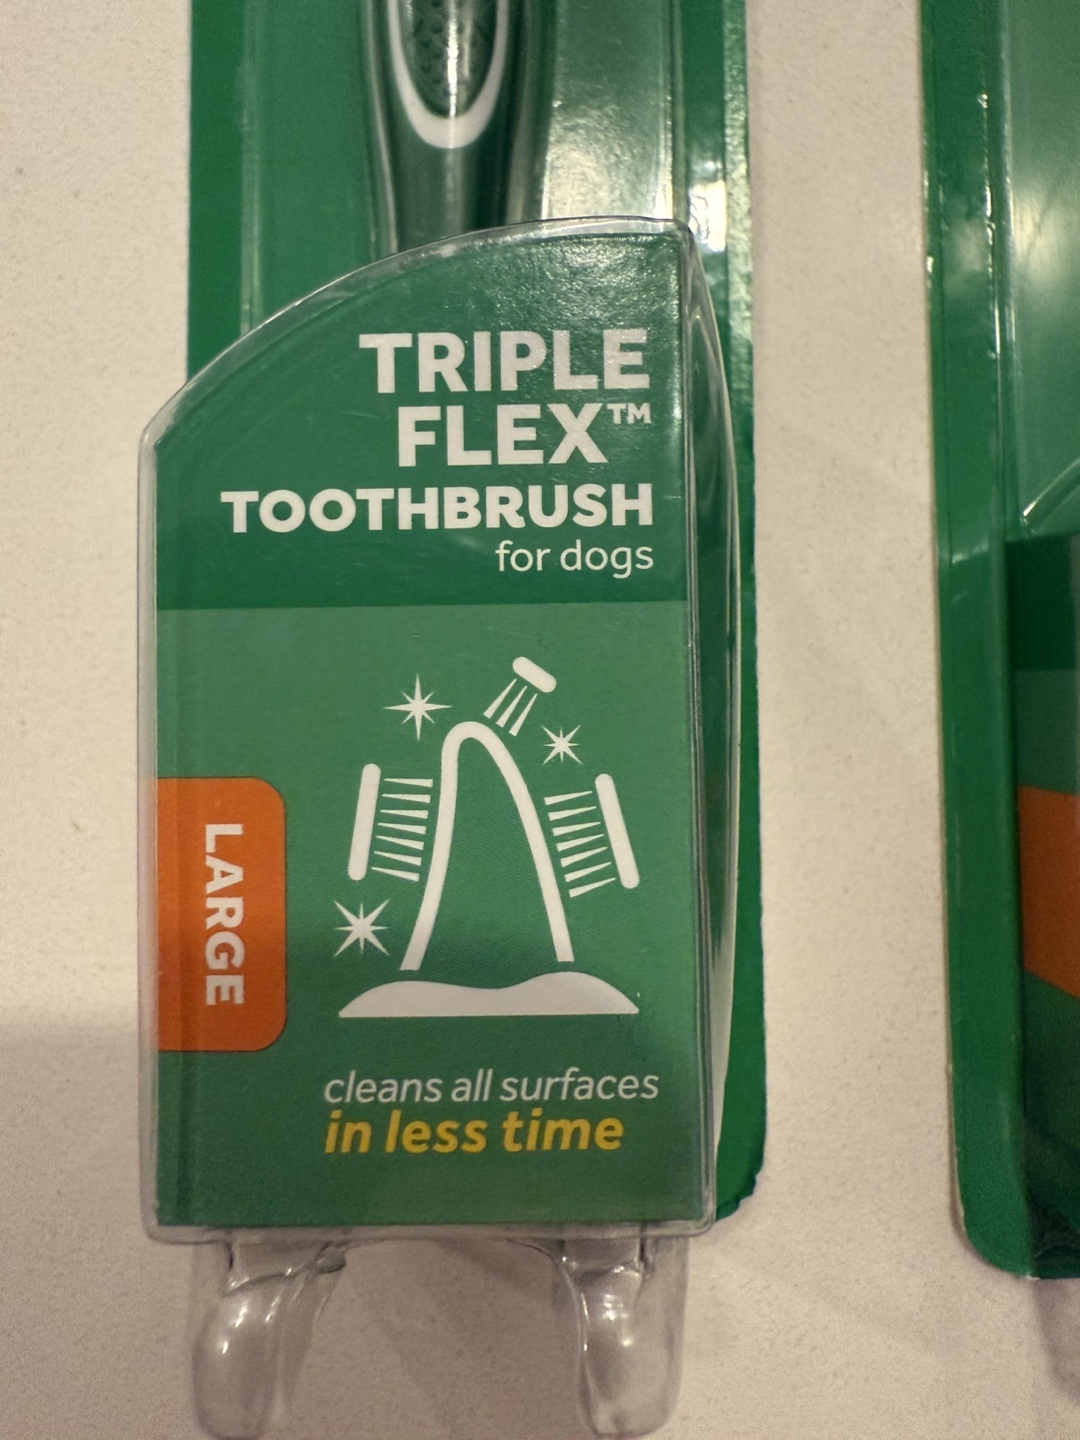 TRIPLE
FLEX™
TOOTHBRUSH
for dogs
LARGE
cleans all surfaces
in less time